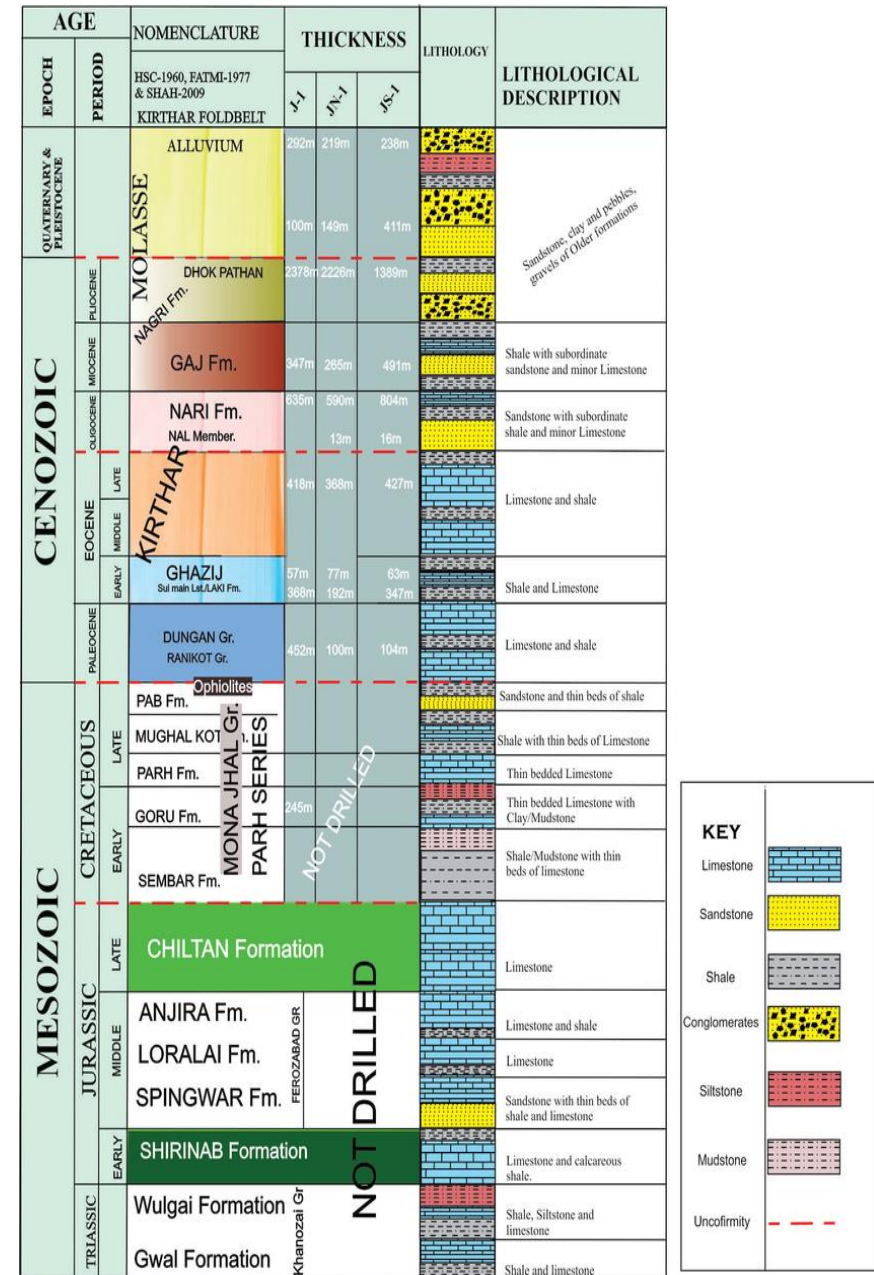 AGE
NOMENCLATURE
THICKNESS
LITHOLOGY
LITHOLOGICAL
DESCRIPTION
EPOCH
PERIOD
HSC-1960, FATMI-1977
& SHAH-2009
KIRTHAR FOLDBELT
J-1
JN-1
JS-1
QUATERNARY &
PLEISTOCENE
ALLUVIUM
292m
219m
238m
MOLASSE
100m
149m
411m
Sandstone, clay and pebbles,
gravels of Older formations
CENOZOIC
PLIOCENE
DHOK PATHAN
NAGRI Fm.
2378m
2226m
1389m
MIOCENE
GAJ Fm.
347m
265m
491m
Shale with subordinate
sandstone and minor Limestone
OLIGOCENE
NARI Fm.
635m
590m
804m
NAL Member.
13m
16m
Sandstone with subordinate
shale and minor Limestone
EOCENE
LATE
MIDDLE
KIRTHAR
418m
368m
427m
Limestone and shale
EARLY
GHAZIJ
57m
77m
63m
Sul main Lst./LAKI Fm.
368m
192m
347m
Shale and Limestone
PALEOCENE
DUNGAN Gr.
RANIKOT Gr.
452m
100m
104m
Limestone and shale
MESOZOIC
CRETACEOUS
LATE
Ophiolites
PAB Fm.
Sandstone and thin beds of shale
MUGHAL KOT
Shale with thin beds of Limestone
PARH Fm.
Thin bedded Limestone
MONA JHAL Gr.
PARH SERIES
EARLY
GORU Fm.
245m
NOT DRILLED
Thin bedded Limestone with
Clay/Mudstone
SEMBAR Fm.
Shale/Mudstone with thin
beds of limestone
JURASSIC
LATE
CHILTAN Formation
Limestone
MIDDLE
ANJIRA Fm.
Limestone and shale
LORALAI Fm.
Limestone
SPINGWAR Fm.
Sandstone with thin beds of
shale and limestone
FEROZABAD GR
NOT DRILLED
EARLY
SHIRINAB Formation
Limestone and calcareous
shale.
TRIASSIC
Wulgai Formation
Shale, Siltstone and
limestone
Gwal Formation
Shale and limestone
Khanozai Gr
KEY
Limestone
Sandstone
Shale
Conglomerates
Siltstone
Mudstone
Uncofirmity